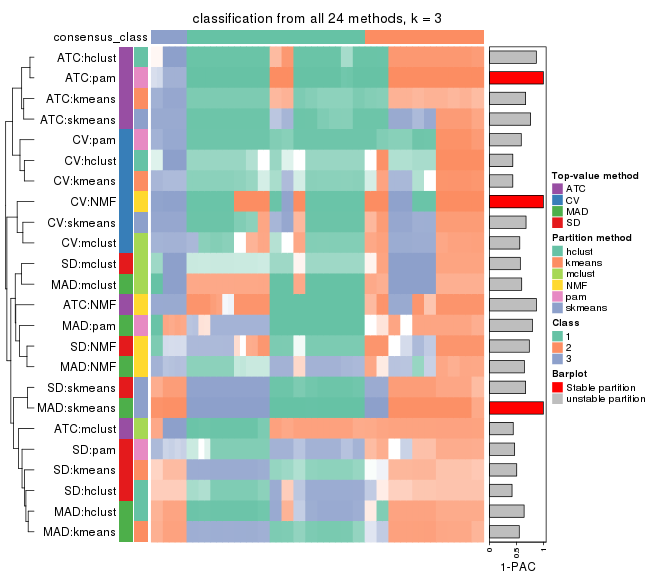 classification from all 24 methods, k = 3
consensus_class
ATC:hclust
ATC:pam
ATC:kmeans
ATC:skmeans
CV:pam
CV:hclust
CV:kmeans
CV:NMF
CV:skmeans
CV:mclust
SD:mclust
MAD:mclust
ATC:NMF
MAD:pam
SD:NMF
MAD:NMF
SD:skmeans
MAD:skmeans
ATC:mclust
SD:pam
SD:kmeans
SD:hclust
MAD:hclust
MAD:kmeans
0
0.5
1
1-PAC
Top-value method
ATC
CV
MAD
SD
Partition method
hclust
kmeans
mclust
NMF
pam
skmeans
Class
1
2
3
Barplot
Stable partition
unstable partition